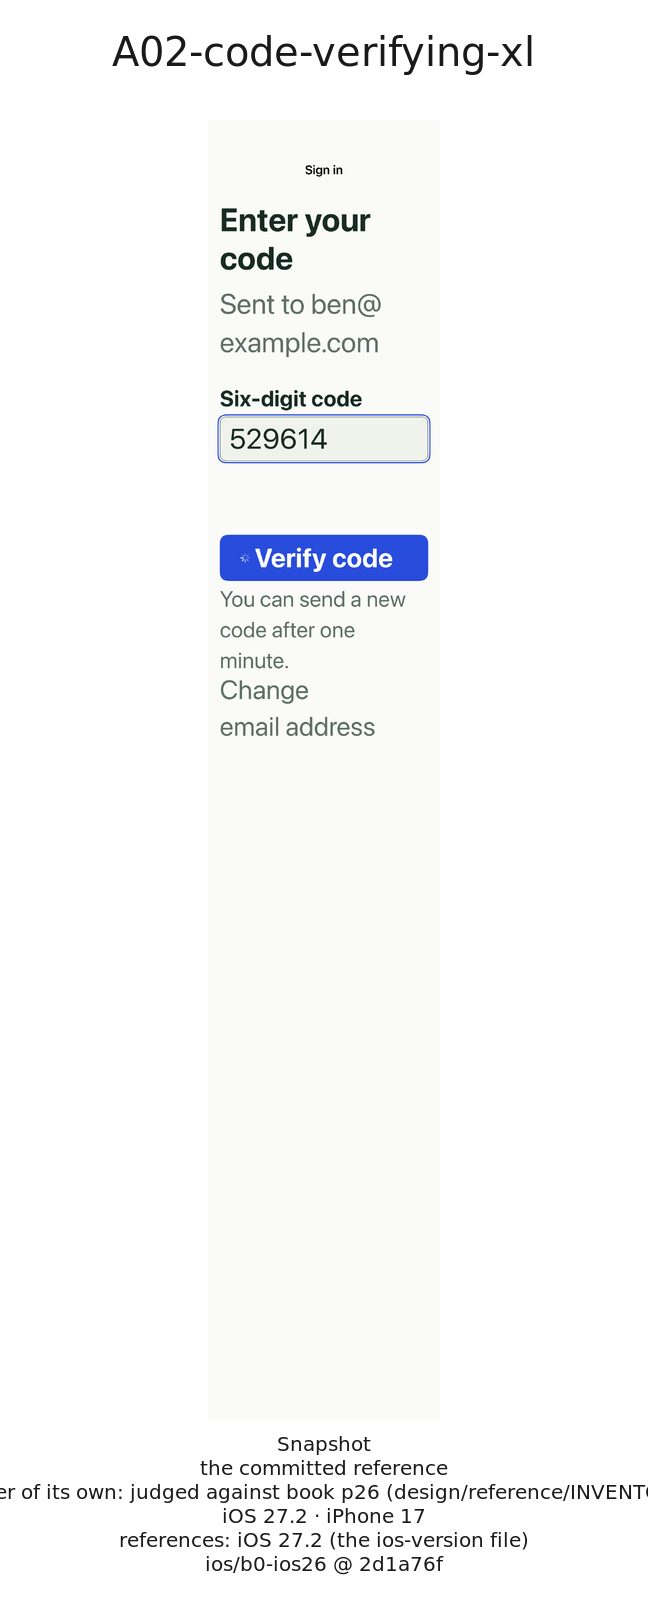 A02-code-verifying-xl
Sign in
Enter your
code
Sent to ben@
example.com
Six-digit code
529614
Verify code
You can send a new
code after one
minute.
Change
email address
Snapshot
the committed reference
of its own: judged against book p26 (design/reference/
iOS 27.2 · iPhone 17
references: iOS 27.2 (the ios-version file)
ios/b0-ios26 @ 2d1a76f